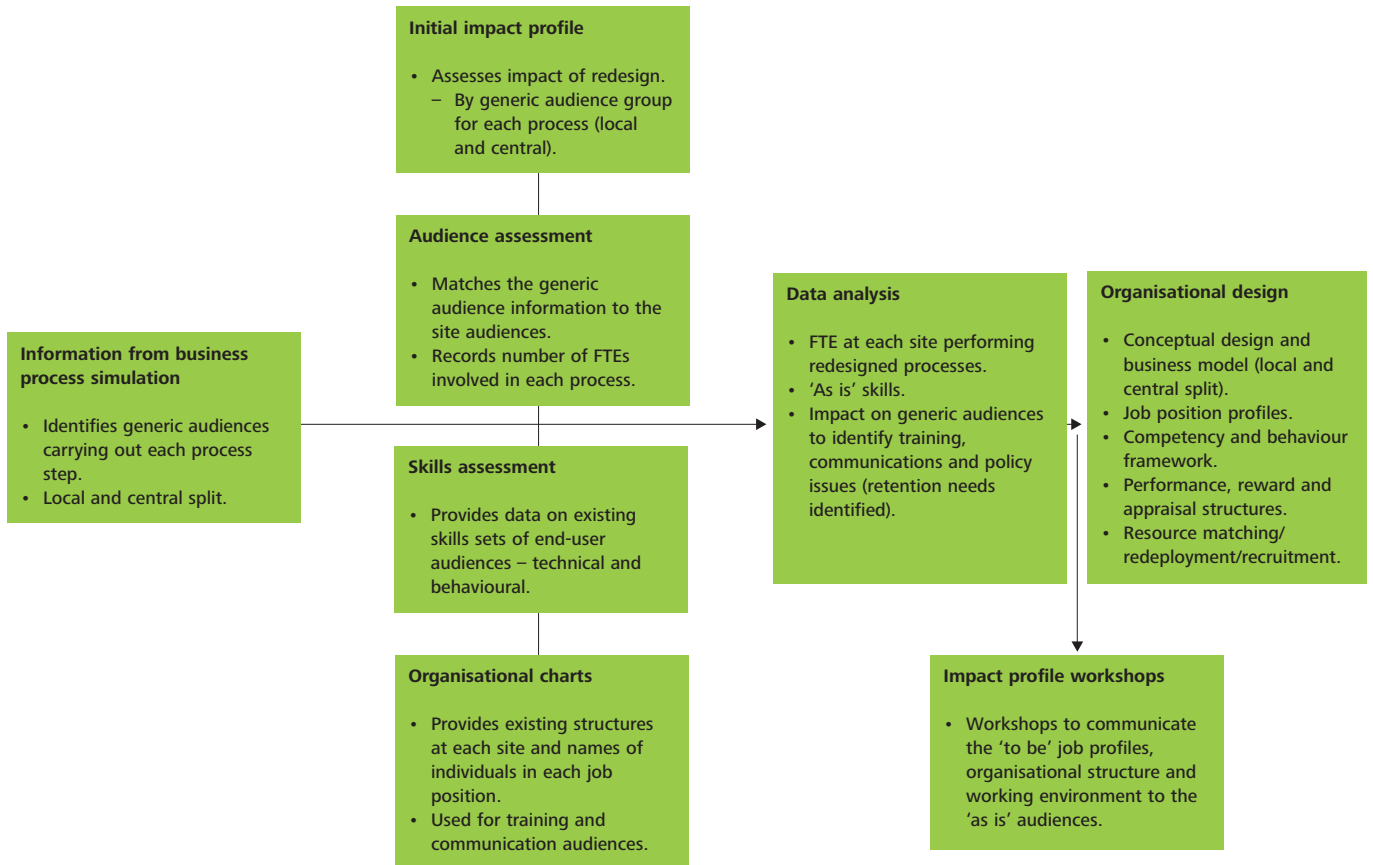 Initial impact profile
• Assesses impact of redesign.
– By generic audience group
for each process (local
and central).
Audience assessment
• Matches the generic
audience information to the
site audiences.
• Records number of FTEs
involved in each process.
Information from business
process simulation
• Identifies generic audiences
carrying out each process
step.
• Local and central split.
Skills assessment
• Provides data on existing
skills sets of end-user
audiences – technical and
behavioural.
Organisational charts
• Provides existing structures
at each site and names of
individuals in each job
position.
• Used for training and
communication audiences.
Data analysis
• FTE at each site performing
redesigned processes.
• ‘As is’ skills.
• Impact on generic audiences
to identify training,
communications and policy
issues (retention needs
identified).
Organisational design
• Conceptual design and
business model (local and
central split).
• Job position profiles.
• Competency and behaviour
framework.
• Performance, reward and
appraisal structures.
• Resource matching/
redeployment/recruitment.
Impact profile workshops
• Workshops to communicate
the ‘to be’ job profiles,
organisational structure and
working environment to the
‘as is’ audiences.